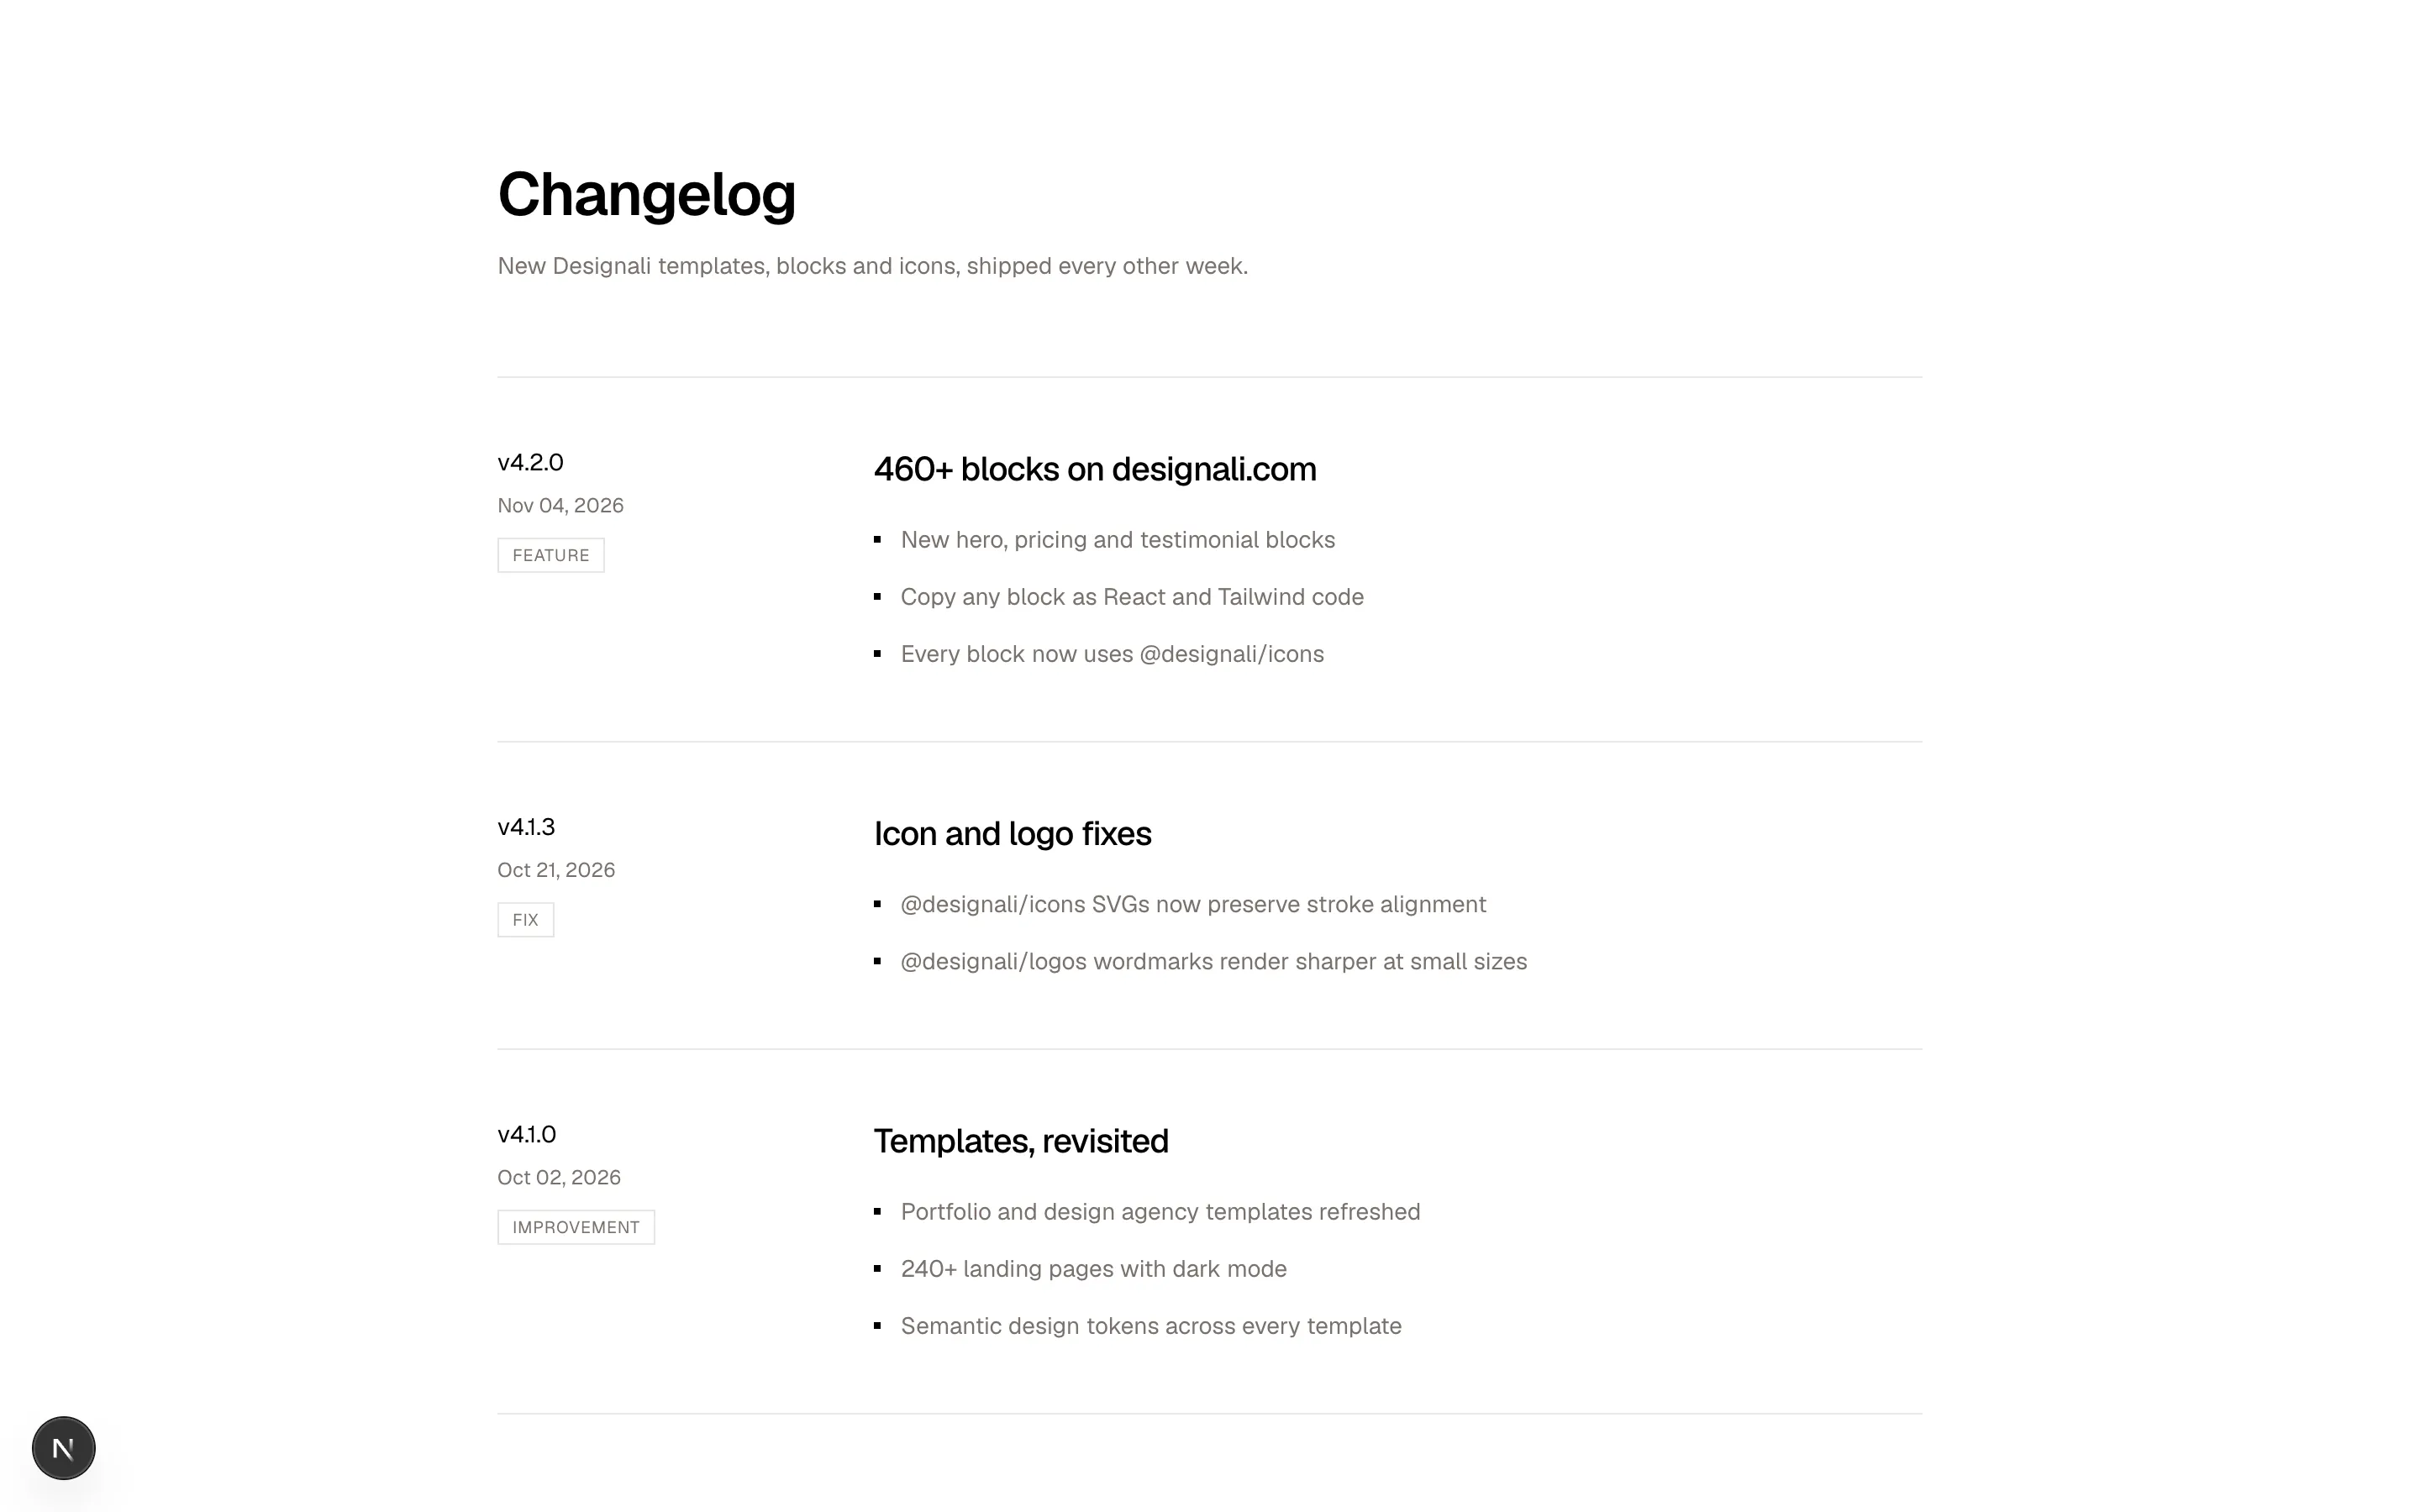 Changelog
New Designali templates, blocks and icons, shipped every other week.
v4.2.0
Nov 04, 2026
FEATURE
460+ blocks on designali.com
New hero, pricing and testimonial blocks
Copy any block as React and Tailwind code
Every block now uses @designali/icons
v4.1.3
Oct 21, 2026
FIX
Icon and logo fixes
@designali/icons SVGs now preserve stroke alignment
@designali/logos wordmarks render sharper at small sizes
v4.1.0
Oct 02, 2026
IMPROVEMENT
Templates, revisited
Portfolio and design agency templates refreshed
240+ landing pages with dark mode
Semantic design tokens across every template
N